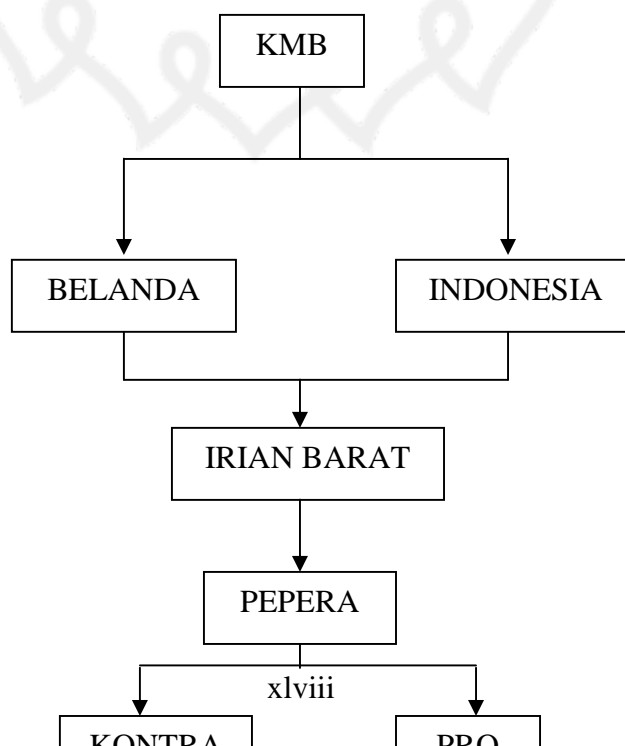 KMB
BELANDA
INDONESIA
IRIAN BARAT
PEPERA
xlviii
KONTRA
PRO